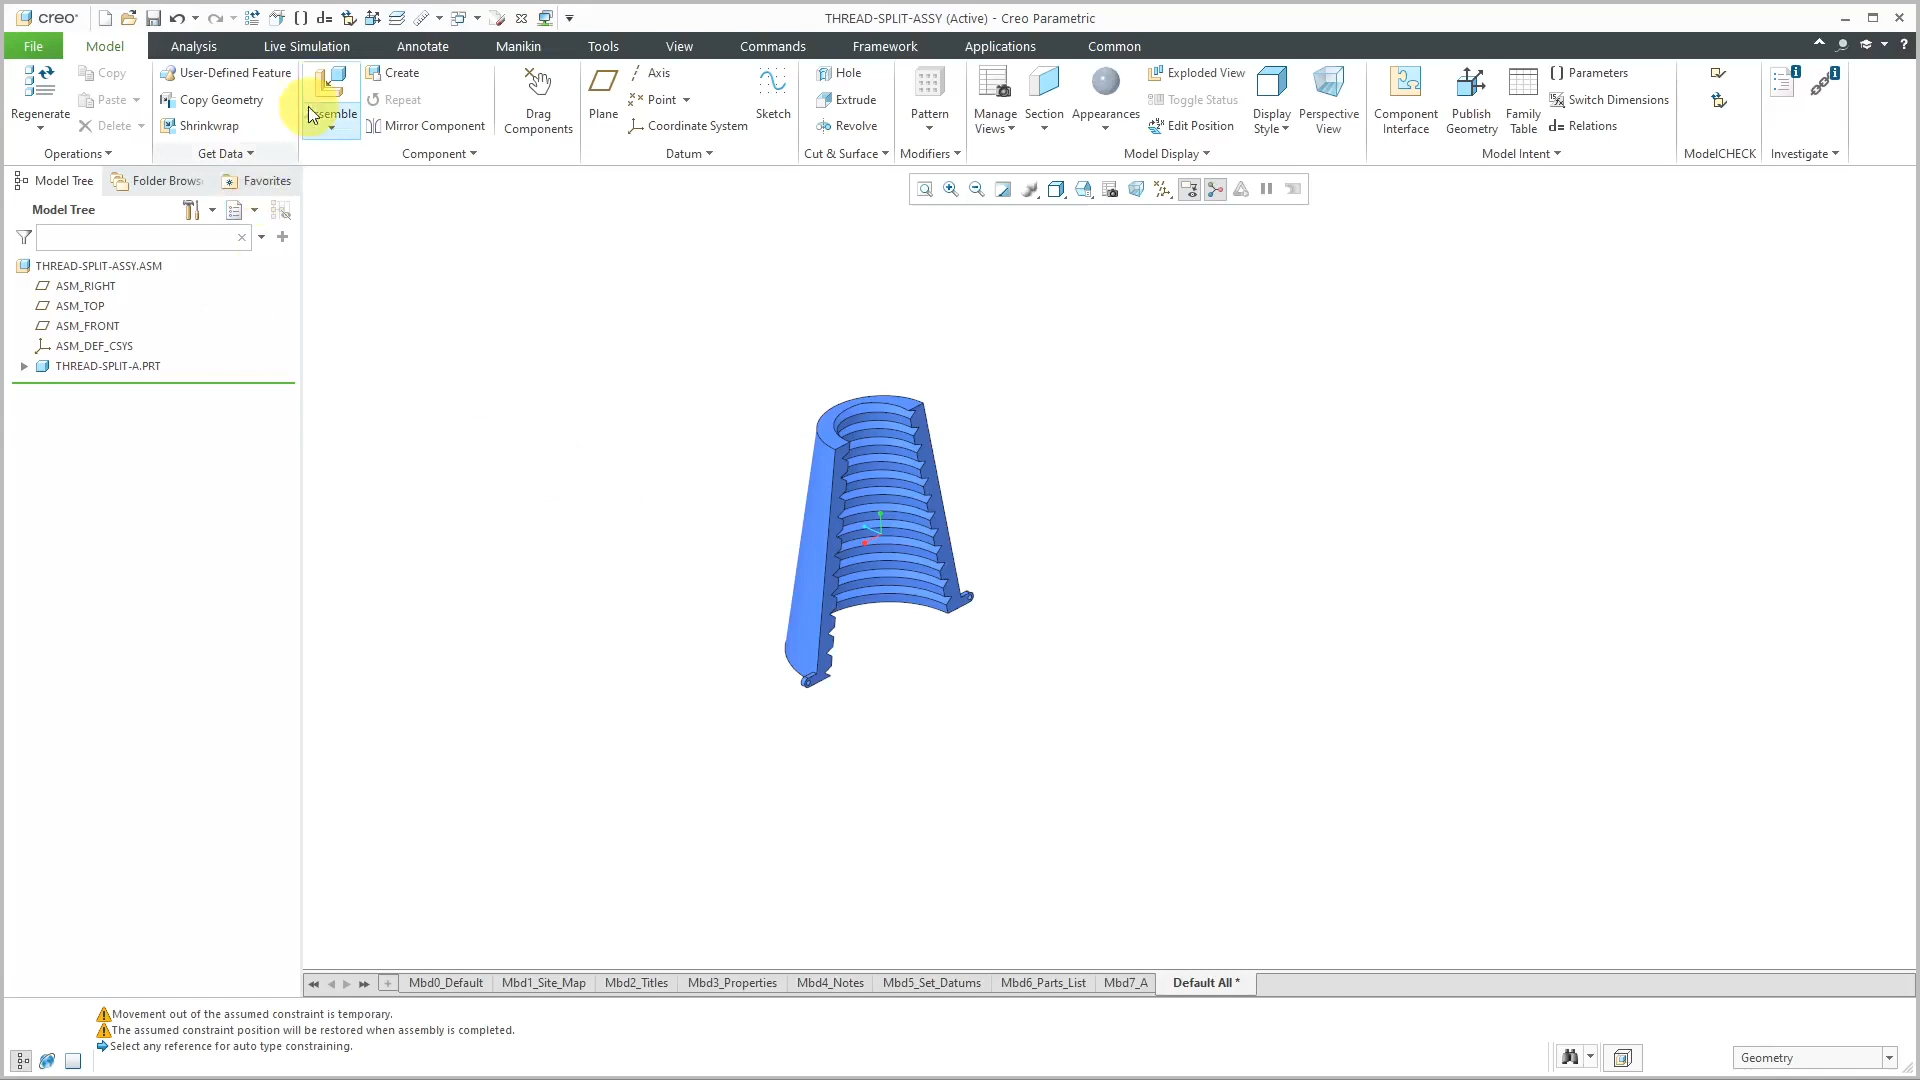 creo
THREAD-SPLIT-ASSY (Active) - Creo Parametric
File
Model
Analysis
Live Simulation
Annotate
Manikin
Tools
View
Commands
Framework
Applications
Common
Regenerate
Copy
Paste
Delete
Operations
User-Defined Feature
Copy Geometry
Shrinkwrap
Get Data
Create
Repeat
Mirror Component
Component
Drag
Components
Plane
Axis
Point
Coordinate System
Sketch
Datum
Hole
Extrude
Revolve
Cut & Surface
Pattern
Modifiers
Manage
Views
Section
Appearances
Exploded View
Toggle Status
Edit Position
Display
Style
Perspective
View
Model Display
Component
Interface
Publish
Geometry
Family
Table
Parameters
Switch Dimensions
Relations
Model Intent
ModelCHECK
Investigate
Model Tree
Folder Brows
Favorites
Model Tree
THREAD-SPLIT-ASSY.ASM
ASM_RIGHT
ASM_TOP
ASM_FRONT
ASM_DEF_CSYS
THREAD-SPLIT-A.PRT
Mbd0_Default
Mbd1_Site_Map
Mbd2_Titles
Mbd3_Properties
Mbd4_Notes
Mbd5_Set_Datums
Mbd6_Parts_List
Mbd7_A
Default All *
Movement out of the assumed constraint is temporary.
The assumed constraint position will be restored when assembly is completed.
Select any reference for auto type constraining.
Geometry